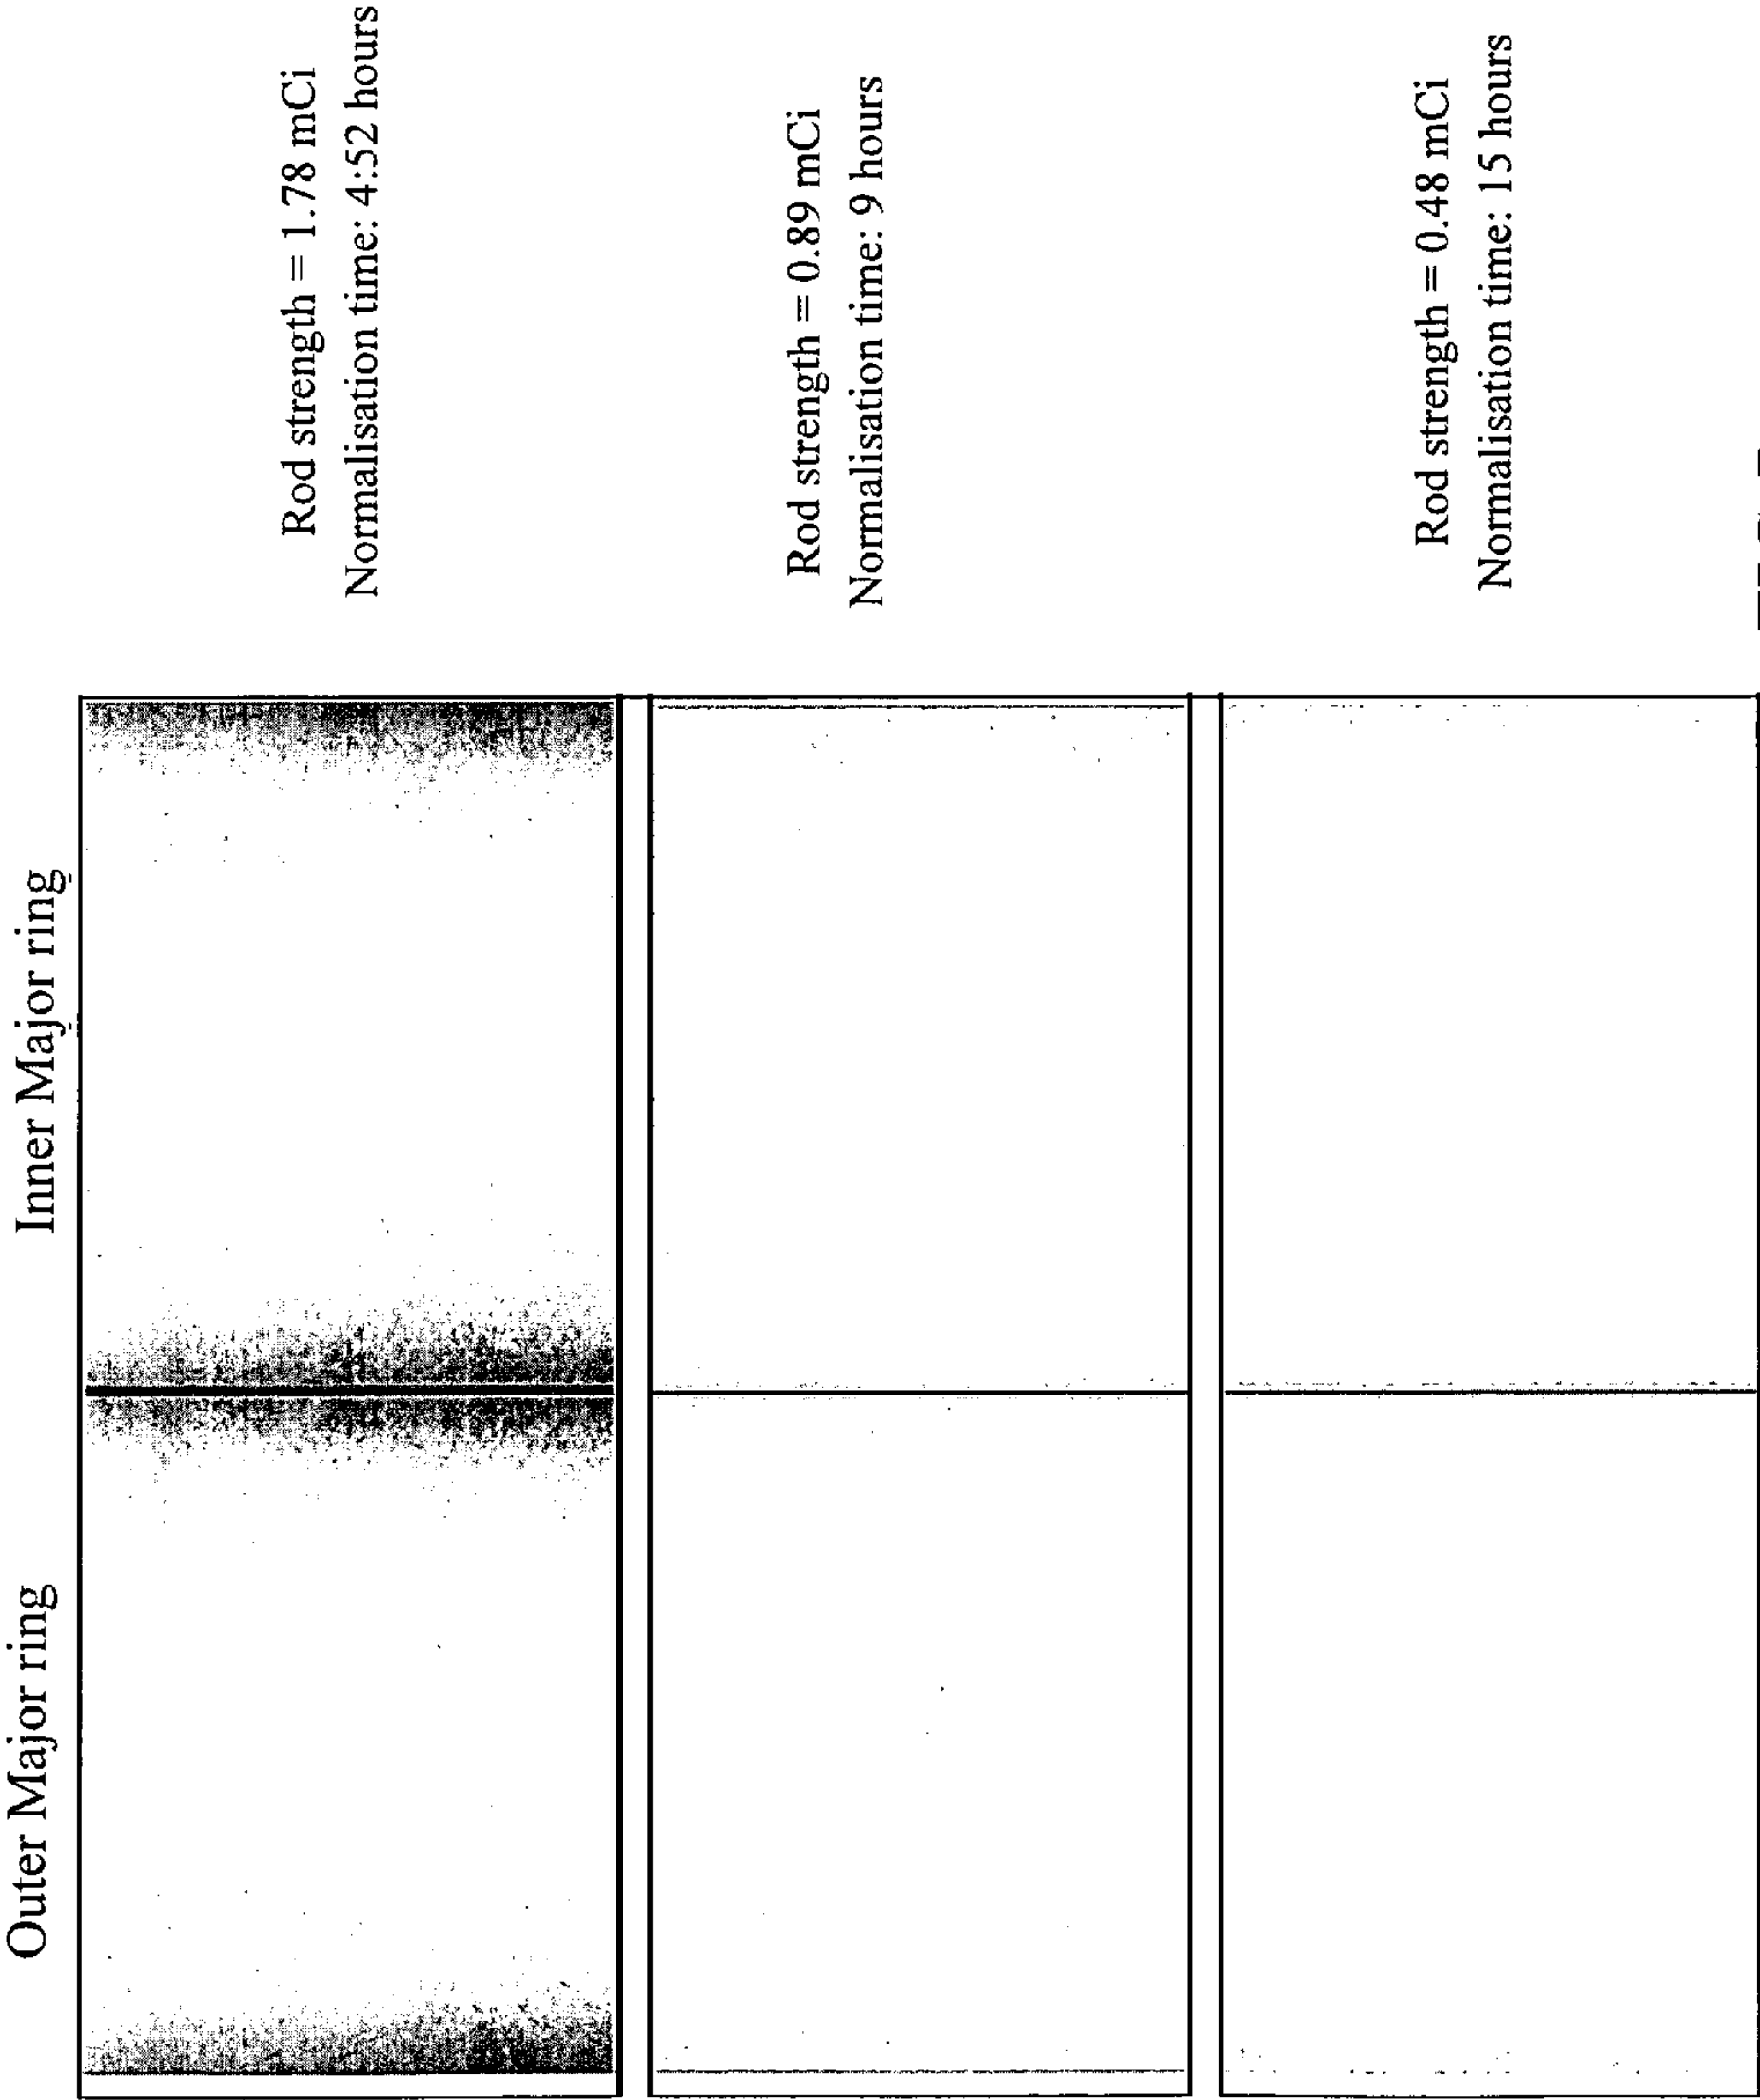 Outer Major ring
Inner Major ring
Rod strength = 1.78 mCi
Normalisation time: 4:52 hours
Rod strength = 0.89 mCi
Normalisation time: 9 hours
Rod strength = 0.48 mCi
Normalisation time: 15 hours